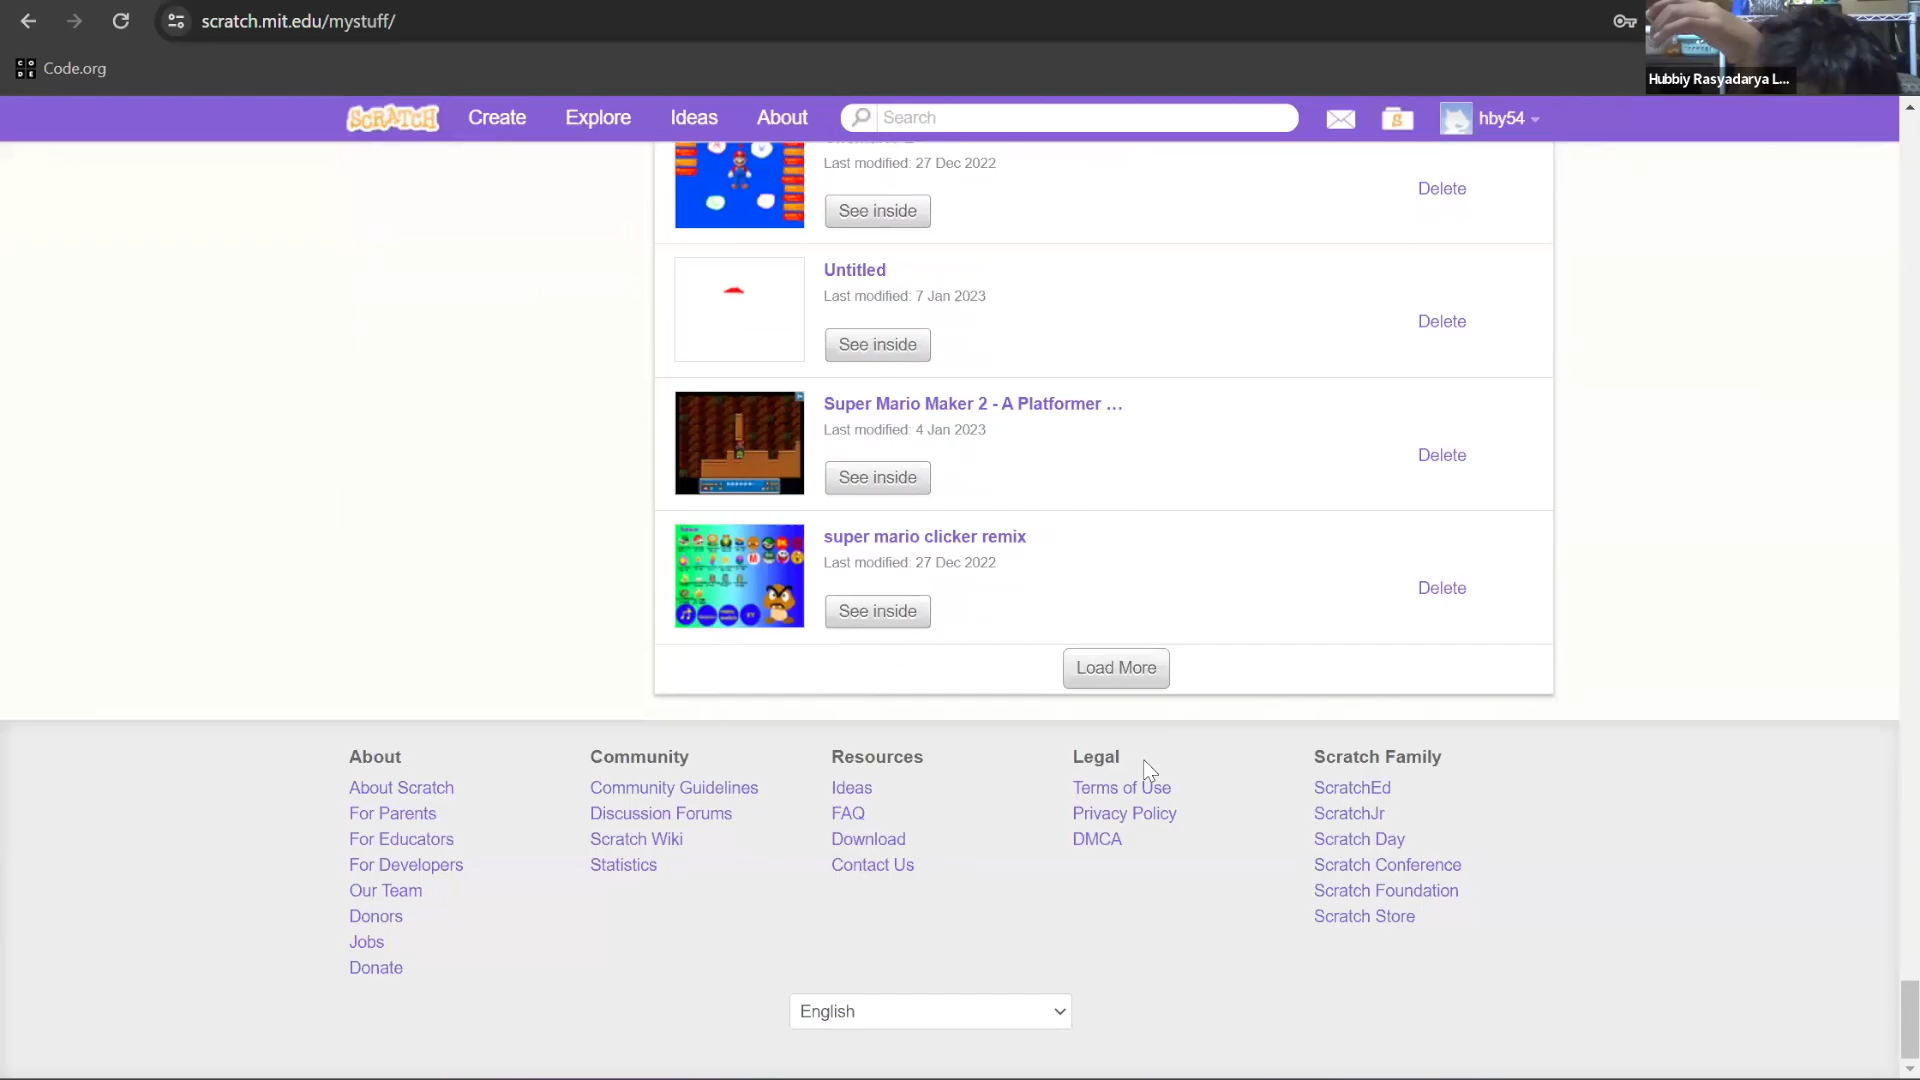 scratch.mit.edu/mystuff/
Hubbiy Rasyadarya L...
Code.org
SCRATCH
Create
Explore
Ideas
About
Search
hby54
Last modified: 27 Dec 2022
See inside
Delete
Untitled
Last modified: 7 Jan 2023
See inside
Delete
Super Mario Maker 2 - A Platformer …
Last modified: 4 Jan 2023
See inside
Delete
super mario clicker remix
Last modified: 27 Dec 2022
See inside
Delete
Load More
About
About Scratch
For Parents
For Educators
For Developers
Our Team
Donors
Jobs
Donate
Community
Community Guidelines
Discussion Forums
Scratch Wiki
Statistics
Resources
Ideas
FAQ
Download
Contact Us
Legal
Terms of Use
Privacy Policy
DMCA
Scratch Family
ScratchEd
ScratchJr
Scratch Day
Scratch Conference
Scratch Foundation
Scratch Store
English